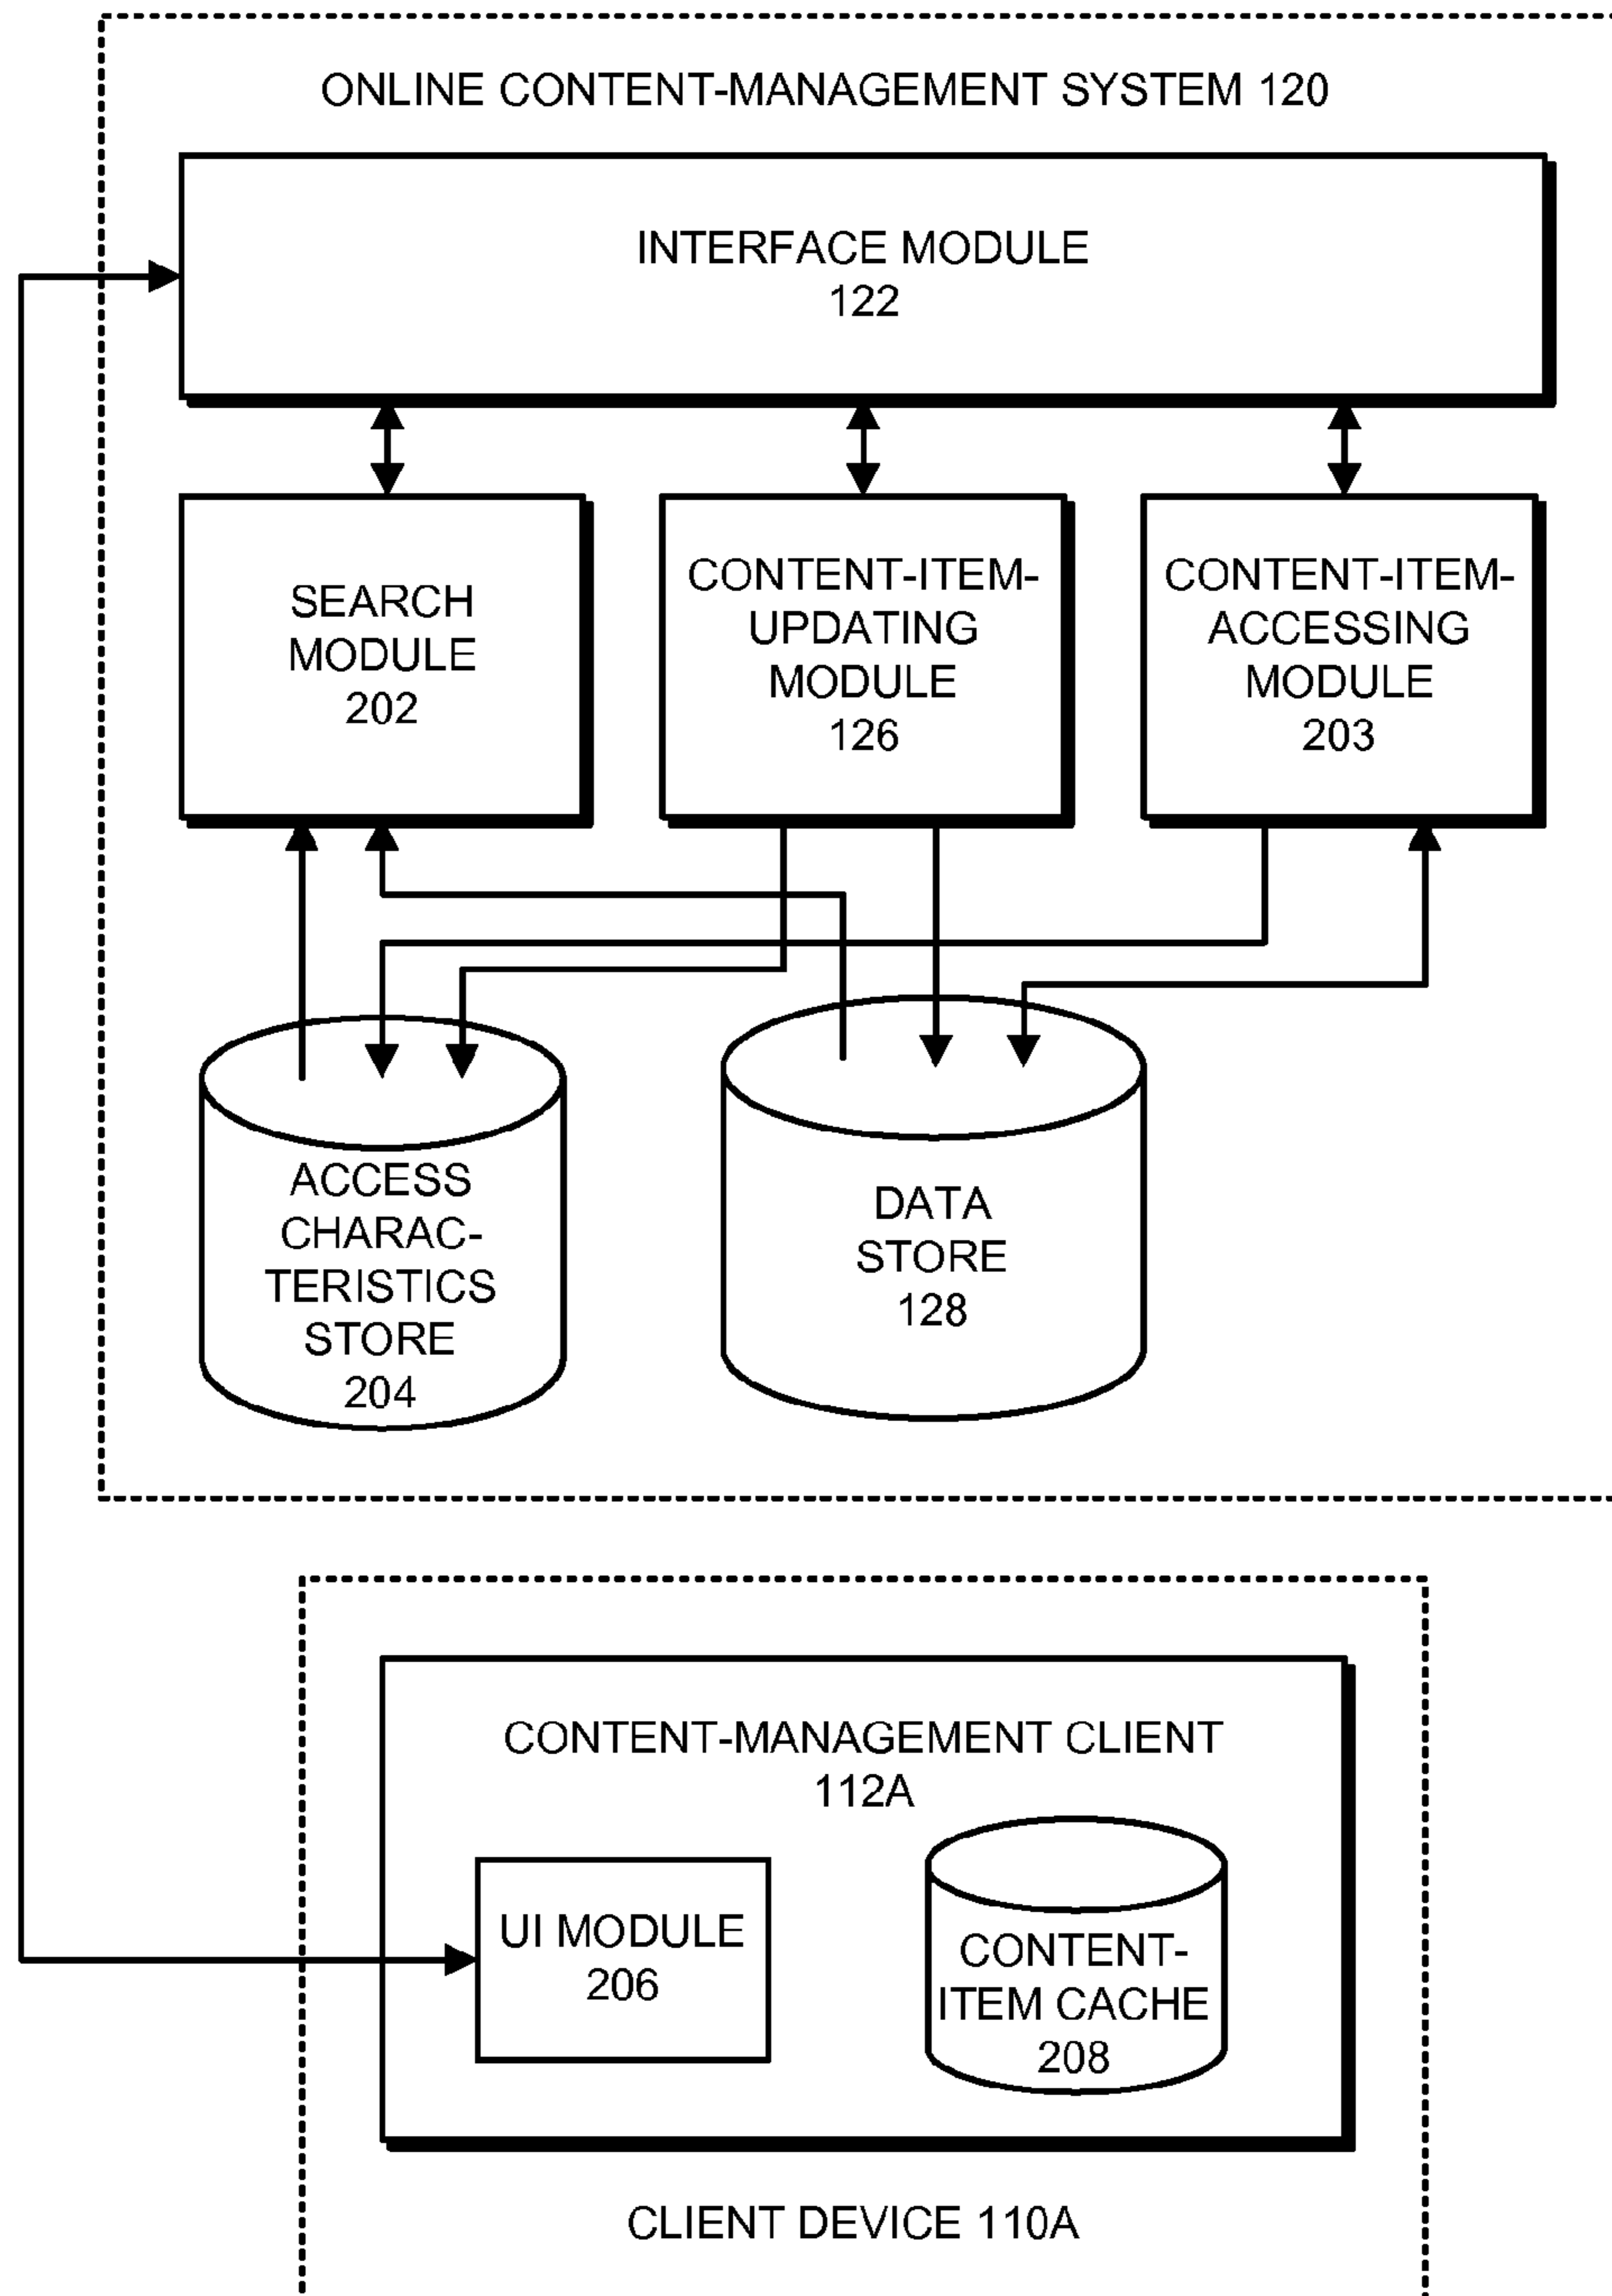 ONLINE CONTENT-MANAGEMENT SYSTEM 120
INTERFACE MODULE
122
SEARCH
MODULE
202
CONTENT-ITEM-
UPDATING
MODULE
126
CONTENT-ITEM-
ACCESSING
MODULE
203
ACCESS
CHARAC-
TERISTICS
STORE
204
DATA
STORE
128
CONTENT-MANAGEMENT CLIENT
112A
UI MODULE
206
CONTENT-
ITEM CACHE
208
CLIENT DEVICE 110A